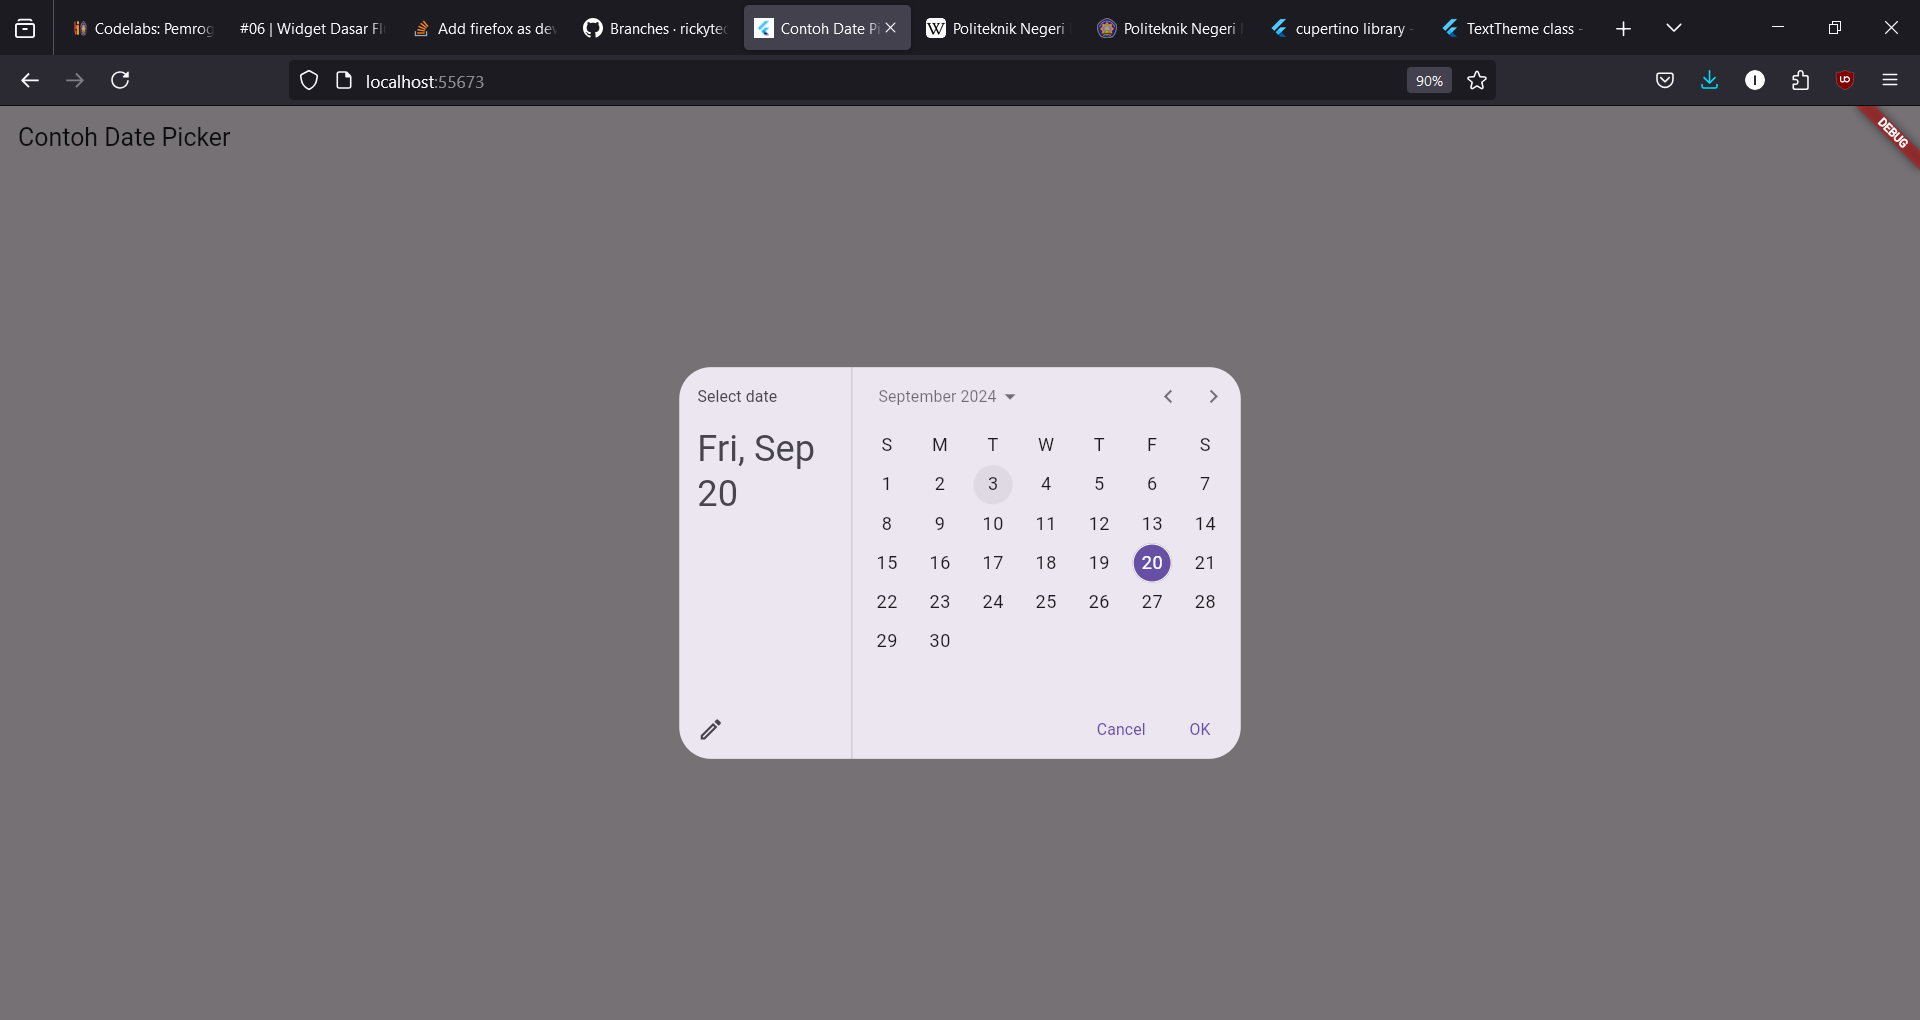 Codelabs: Pemrog
#06 | Widget Dasar Fl
Add firefox as dev
Branches · rickytec
Contoh Date Pi
Politeknik Negeri
Politeknik Negeri
cupertino library -
TextTheme class -
localhost:55673
90%
Contoh Date Picker
DEBUG
Select date
Fri, Sep
20
September 2024
S M T W T F S
1 2 3 4 5 6 7
8 9 10 11 12 13 14
15 16 17 18 19 20 21
22 23 24 25 26 27 28
29 30
Cancel OK